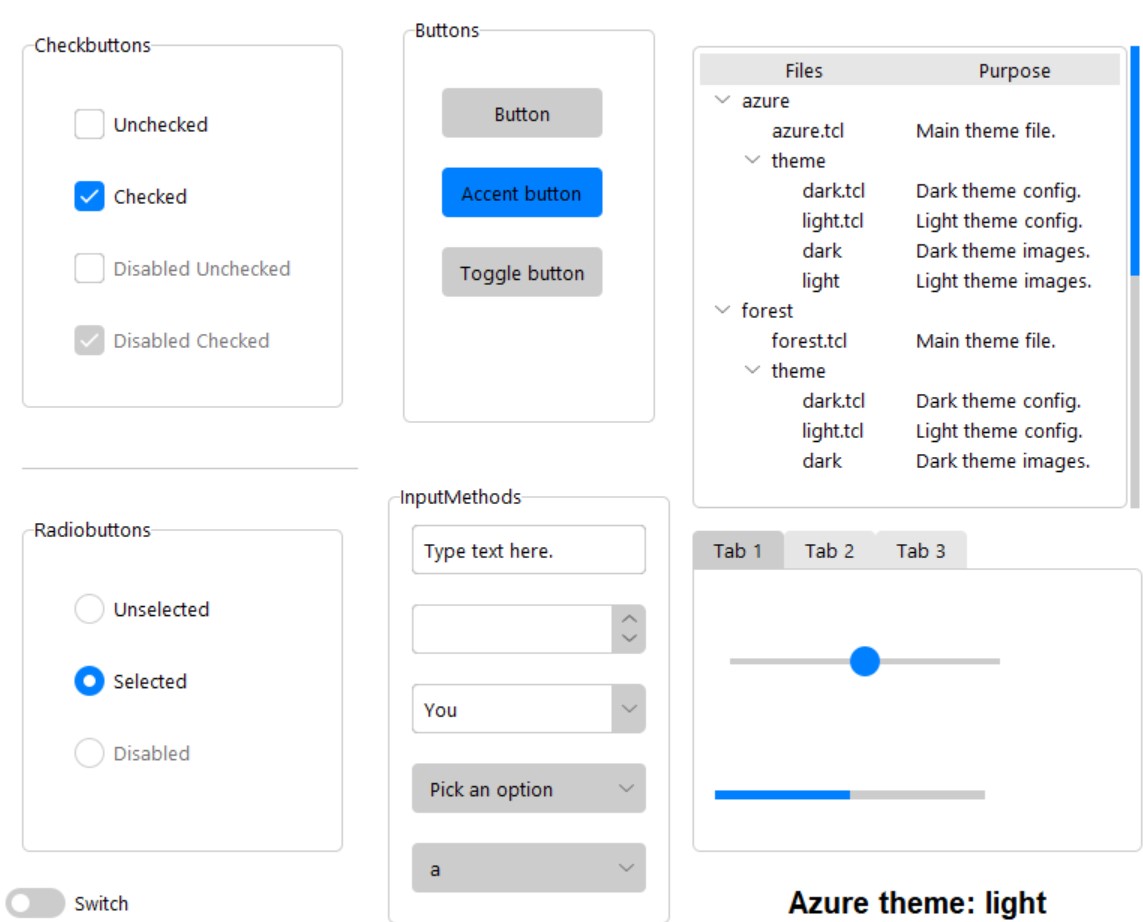 Checkbuttons
Unchecked
Checked
Disabled Unchecked
Disabled Checked
Radiobuttons
Unselected
Selected
Disabled
Switch
Buttons
Button
Accent button
Toggle button
InputMethods
Type text here.
You
Pick an option
a
Files Purpose
azure
azure.tcl Main theme file.
theme
dark.tcl Dark theme config.
light.tcl Light theme config.
dark Dark theme images.
light Light theme images.
forest
forest.tcl Main theme file.
theme
dark.tcl Dark theme config.
light.tcl Light theme config.
dark Dark theme images.
Tab 1 Tab 2 Tab 3
Azure theme: light